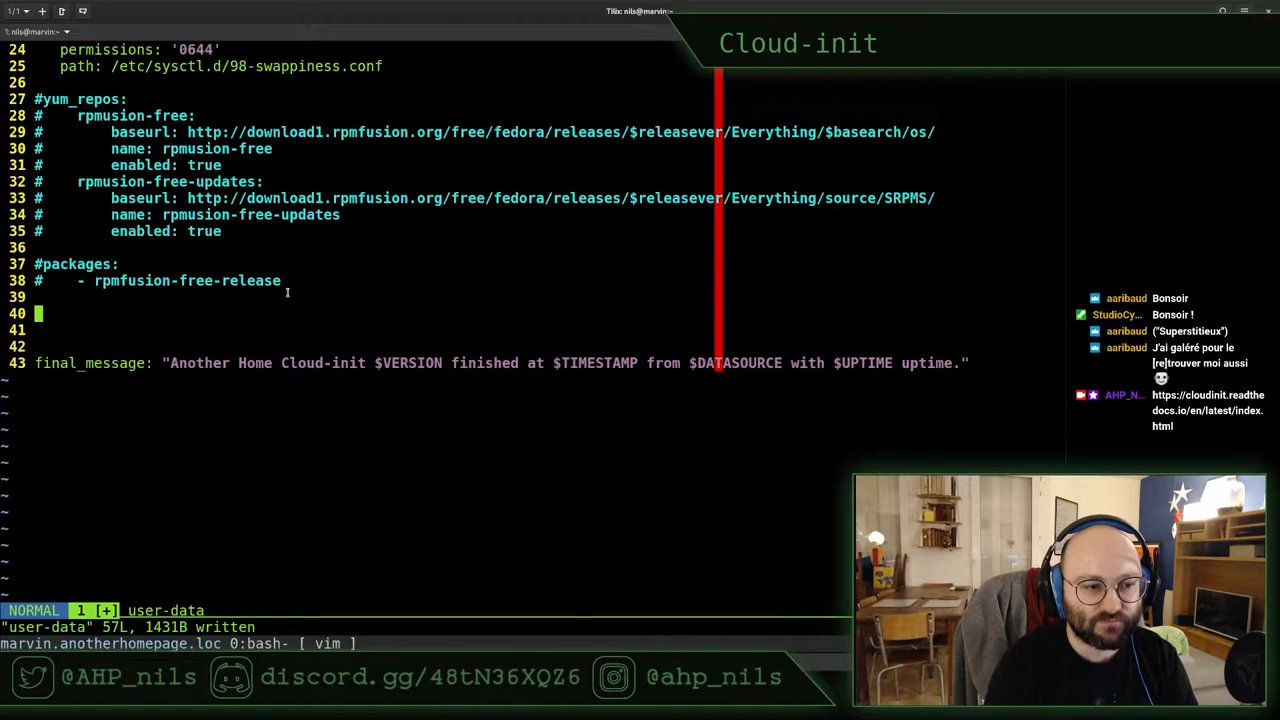 1/1
Tilix: nils@marvin:~
1: nils@marvin:~
Cloud-init
24 permissions: '0644'
25 path: /etc/sysctl.d/98-swappiness.conf
26
27 #yum_repos:
28 # rpmusion-free:
29 # baseurl: http://download1.rpmfusion.org/free/fedora/releases/$releasever/Everything/$basearch/os/
30 # name: rpmusion-free
31 # enabled: true
32 # rpmusion-free-updates:
33 # baseurl: http://download1.rpmfusion.org/free/fedora/releases/$releasever/Everything/source/SRPMS/
34 # name: rpmusion-free-updates
35 # enabled: true
36
37 #packages:
38 # - rpmfusion-free-release
39
40
41
42
43 final_message: "Another Home Cloud-init $VERSION finished at $TIMESTAMP from $DATASOURCE with $UPTIME uptime."
~
~
~
~
~
~
~
~
~
~
~
~
~
aaribaud Bonsoir
StudioCy... Bonsoir !
aaribaud ("Superstitieux")
aaribaud J'ai galéré pour le
[re]trouver moi aussi
AHP_N... https://cloudinit.readthe
docs.io/en/latest/index.
html
NORMAL 1 [+] user-data
"user-data" 57L, 1431B written
marvin.anotherhomepage.loc 0:bash- [ vim ]
@AHP_nils discord.gg/48tN36XQZ6 @ahp_nils